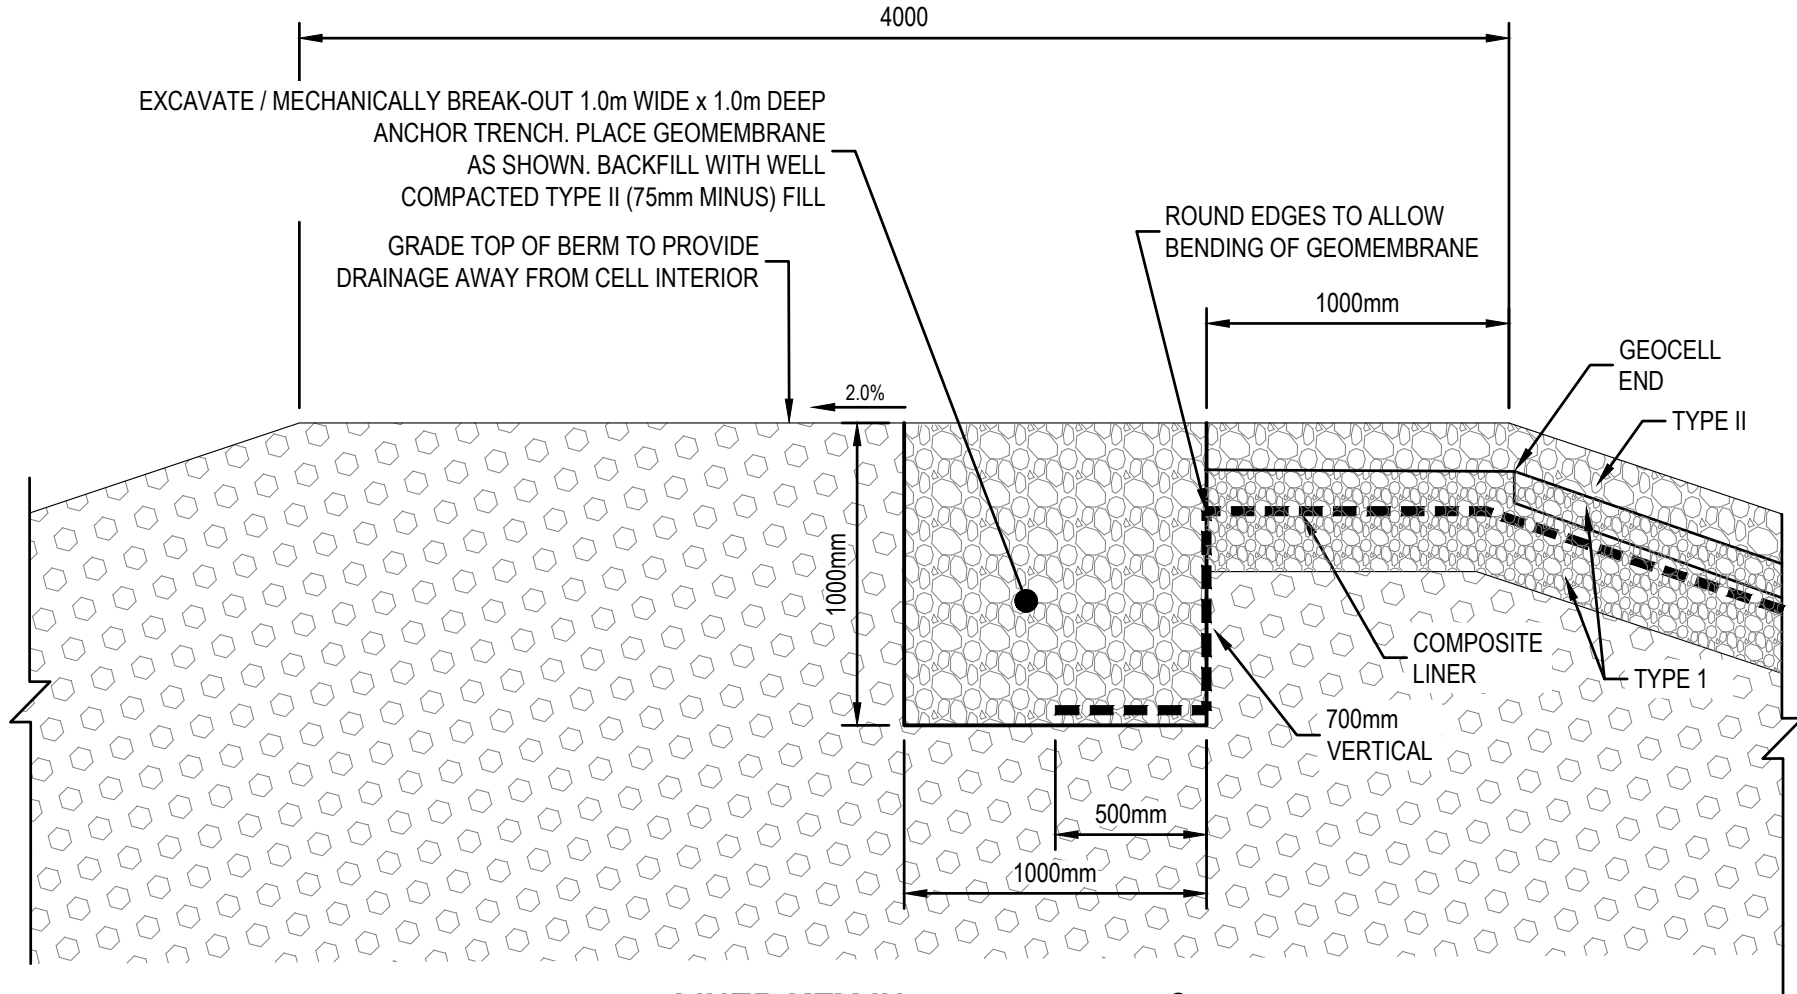 4000
EXCAVATE / MECHANICALLY BREAK-OUT 1.0m WIDE x 1.0m DEEP
ANCHOR TRENCH. PLACE GEOMEMBRANE
AS SHOWN. BACKFILL WITH WELL
COMPACTED TYPE II (75mm MINUS) FILL
GRADE TOP OF BERM TO PROVIDE
DRAINAGE AWAY FROM CELL INTERIOR
ROUND EDGES TO ALLOW
BENDING OF GEOMEMBRANE
1000mm
GEOCELL
END
TYPE II
2.0%
1000mm
COMPOSITE
LINER
TYPE 1
700mm
VERTICAL
500mm
1000mm